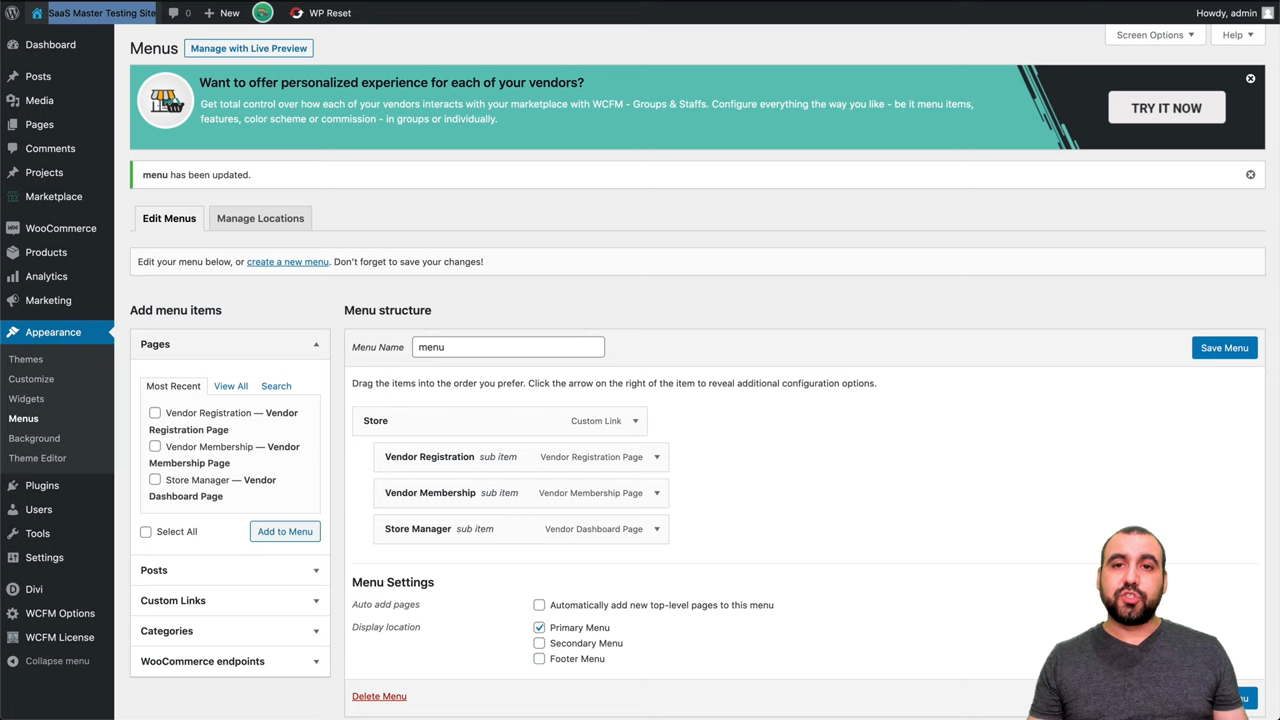 SaaS Master Testing Site
0
New
WP Reset
Howdy, admin
Dashboard
Posts
Media
Pages
Comments
Projects
Marketplace
WooCommerce
Products
Analytics
Marketing
Appearance
Themes
Customize
Widgets
Menus
Background
Theme Editor
Plugins
Users
Tools
Settings
Divi
WCFM Options
WCFM License
Collapse menu
Menus
Manage with Live Preview
Screen Options
Help
Want to offer personalized experience for each of your vendors?
Get total control over how each of your vendors interacts with your marketplace with WCFM - Groups & Staffs. Configure everything the way you like - be it menu items,
features, color scheme or commission - in groups or individually.
TRY IT NOW
menu has been updated.
Edit Menus
Manage Locations
Edit your menu below, or create a new menu. Don't forget to save your changes!
Add menu items
Pages
Most Recent
View All
Search
Vendor Registration — Vendor
Registration Page
Vendor Membership — Vendor
Membership Page
Store Manager — Vendor
Dashboard Page
Select All
Add to Menu
Posts
Custom Links
Categories
WooCommerce endpoints
Menu structure
Menu Name
menu
Save Menu
Drag the items into the order you prefer. Click the arrow on the right of the item to reveal additional configuration options.
Store
Custom Link
Vendor Registration sub item
Vendor Registration Page
Vendor Membership sub item
Vendor Membership Page
Store Manager sub item
Vendor Dashboard Page
Menu Settings
Auto add pages
Automatically add new top-level pages to this menu
Display location
Primary Menu
Secondary Menu
Footer Menu
Delete Menu